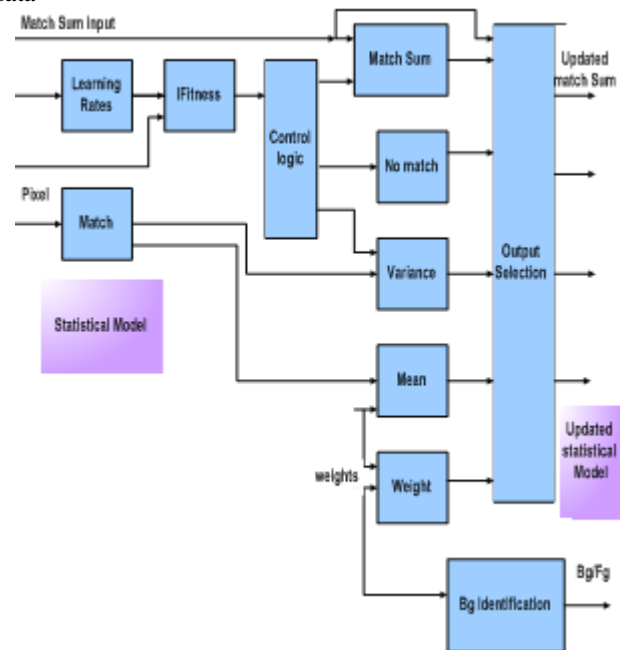 Match Sum Input
Match Sum
Updated
match Sum
Learning
Rates
IFitness
Control
logic
No match
Pixel
Match
Variance
Output
Selection
Statistical Model
Mean
Updated
statistical
Model
weights
Weight
Bg Identification
Bg/Fg